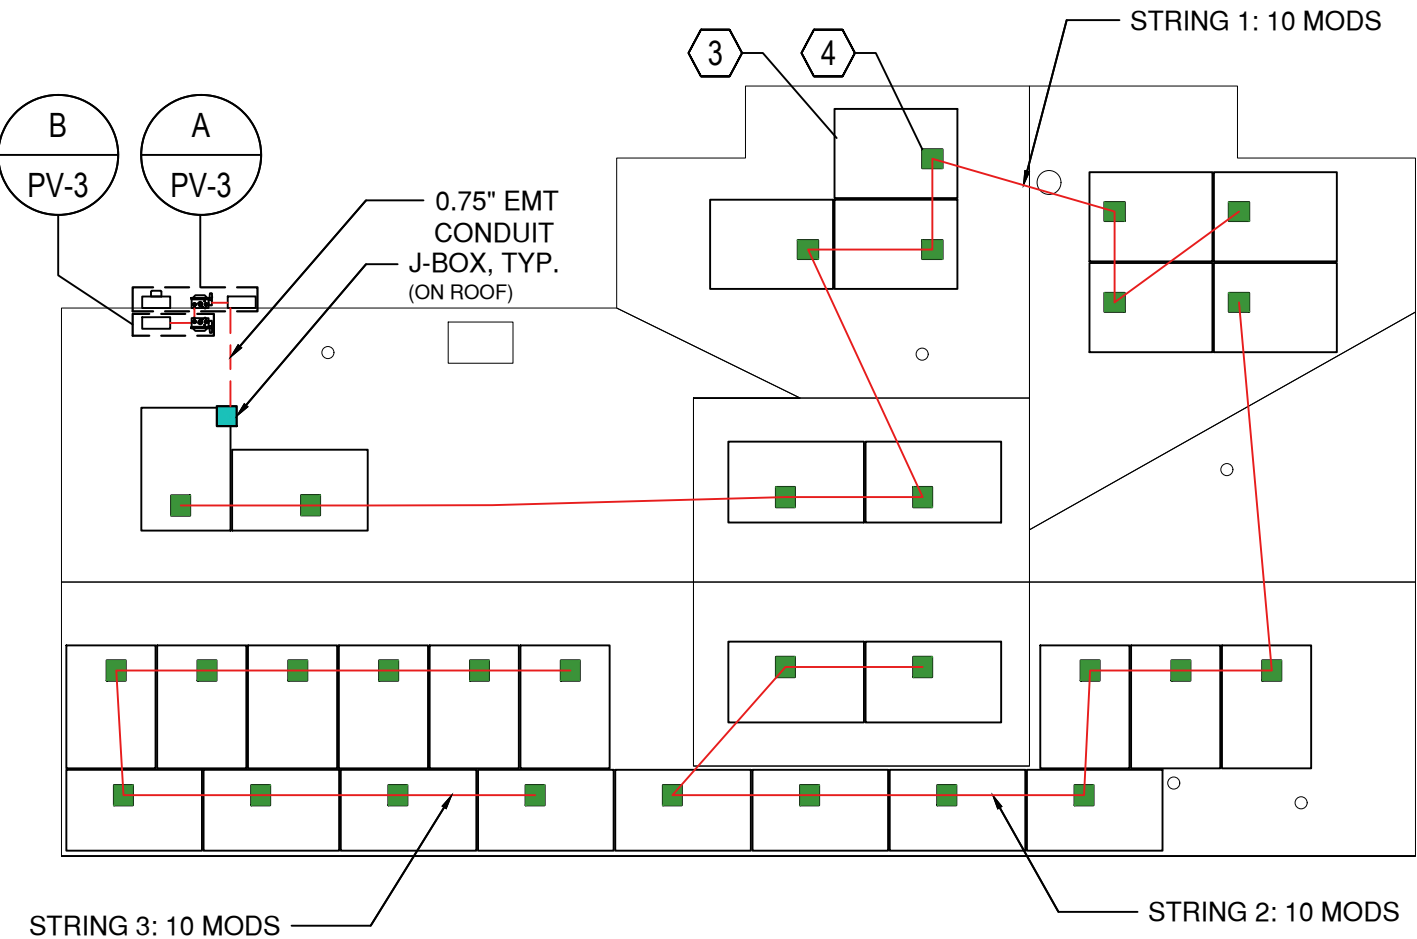 STRING 1: 10 MODS
3
4
B
PV-3
A
PV-3
0.75" EMT
CONDUIT
J-BOX, TYP.
(ON ROOF)
STRING 3: 10 MODS
STRING 2: 10 MODS